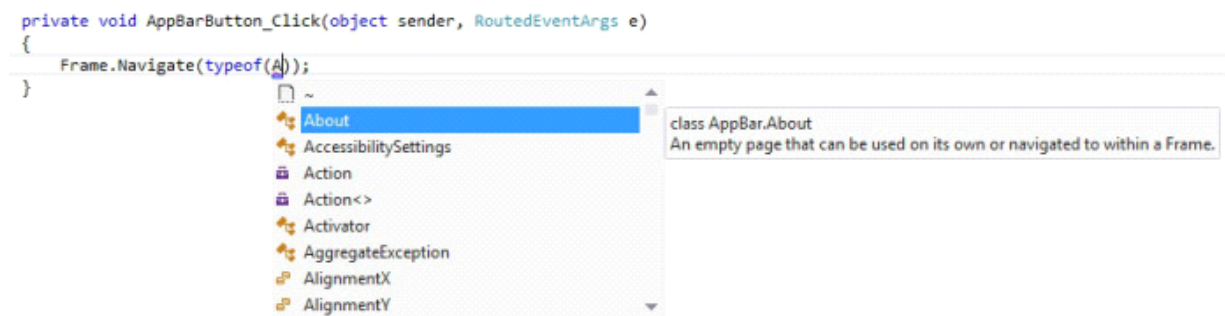 private void AppBarButton_Click(object sender, RoutedEventArgs e)
{
Frame.Navigate(typeof(A));
}
~
About
class AppBar.About
An empty page that can be used on its own or navigated to within a Frame.
AccessibilitySettings
Action
Action<>
Activator
AggregateException
AlignmentX
AlignmentY